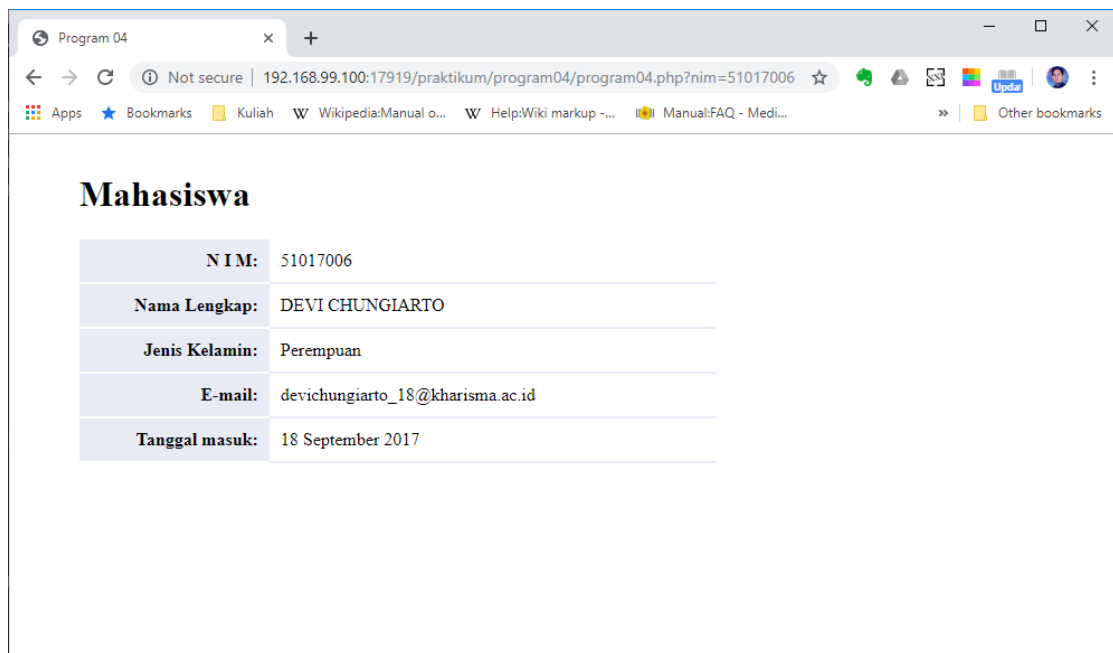 Program 04
Not secure | 192.168.99.100:17919/praktikum/program04/program04.php?nim=51017006
Apps Bookmarks Kuliah W Wikipedia:Manual o... W Help:Wiki markup -... Manual:FAQ - Medi... » Other bookmarks
Mahasiswa
N I M: 51017006
Nama Lengkap: DEVI CHUNGIARTO
Jenis Kelamin: Perempuan
E-mail: devichungiarto_18@kharisma.ac.id
Tanggal masuk: 18 September 2017